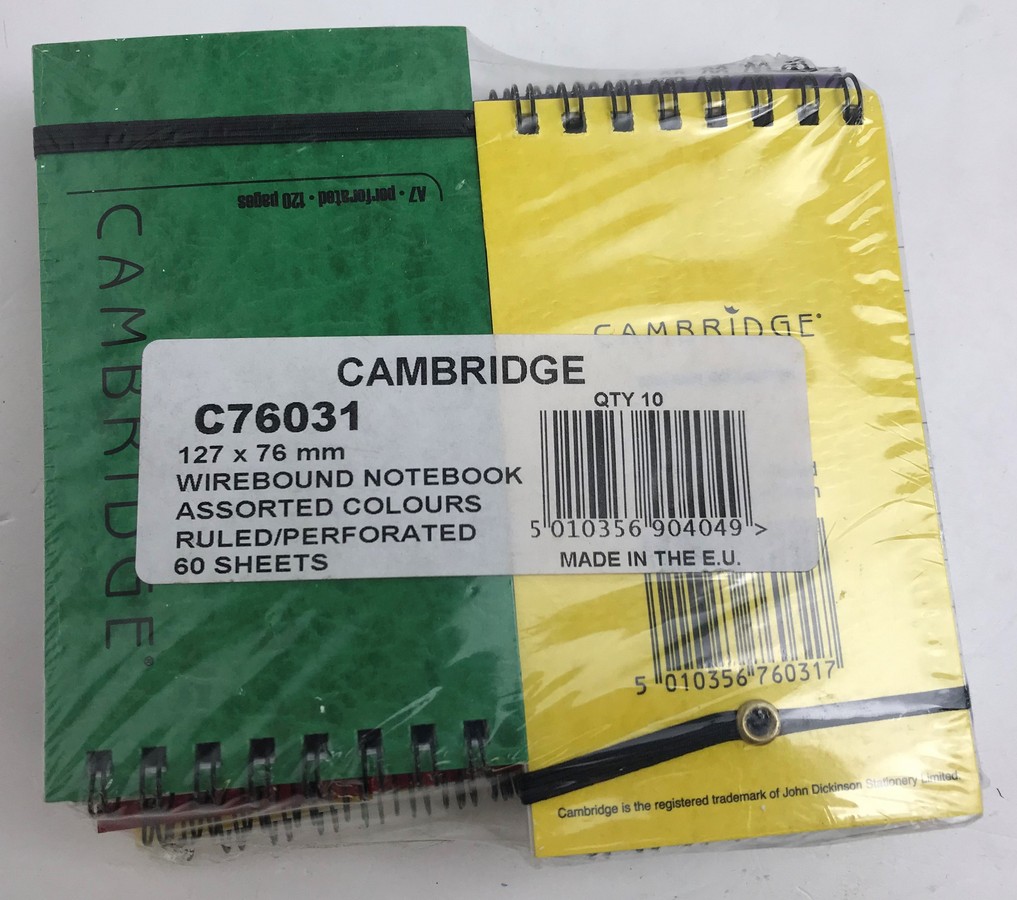 A7 • perforated • 120 pages
CAMBRIDGE®
CAMBRIDGE®
CAMBRIDGE
C76031
127 x 76 mm
WIREBOUND NOTEBOOK
ASSORTED COLOURS
RULED/PERFORATED
60 SHEETS
QTY 10
5 010356 904049 >
MADE IN THE E.U.
5 010356 760317
Cambridge is the registered trademark of John Dickinson Stationery Limited.